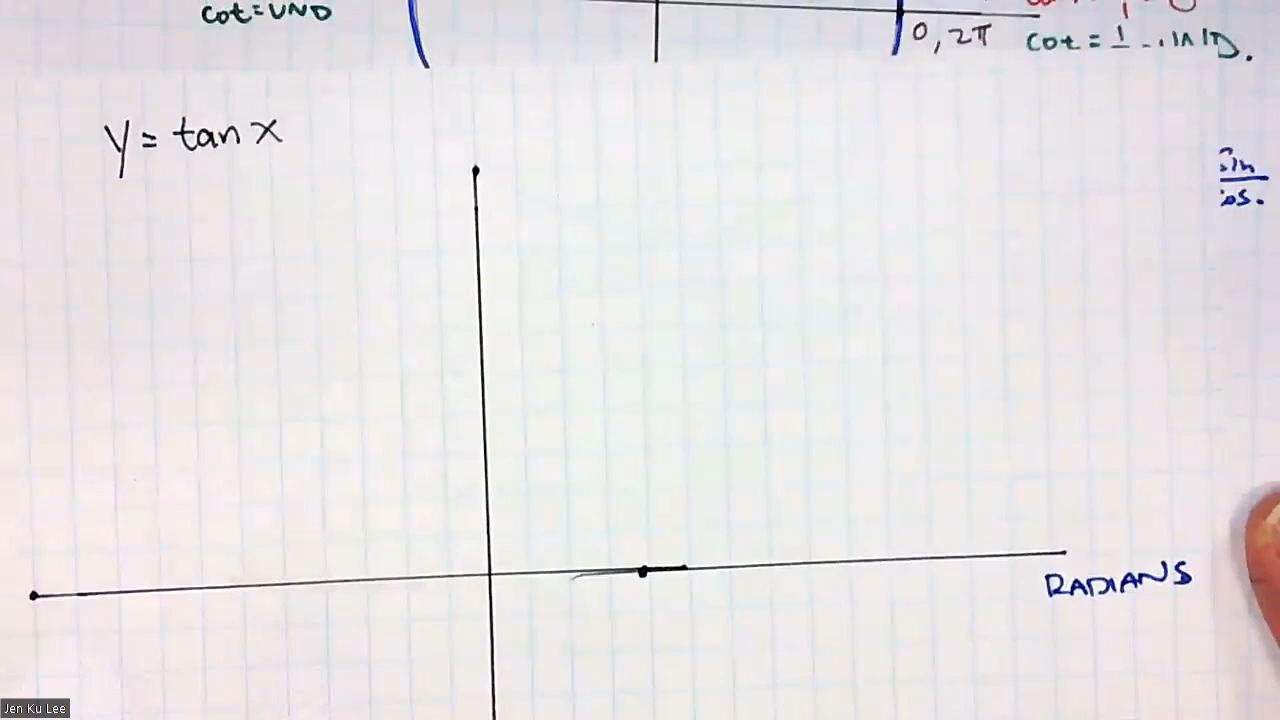 cot=UND
0, 2π
cot = 1
y = tan x
RADIANS
Jen Ku Lee